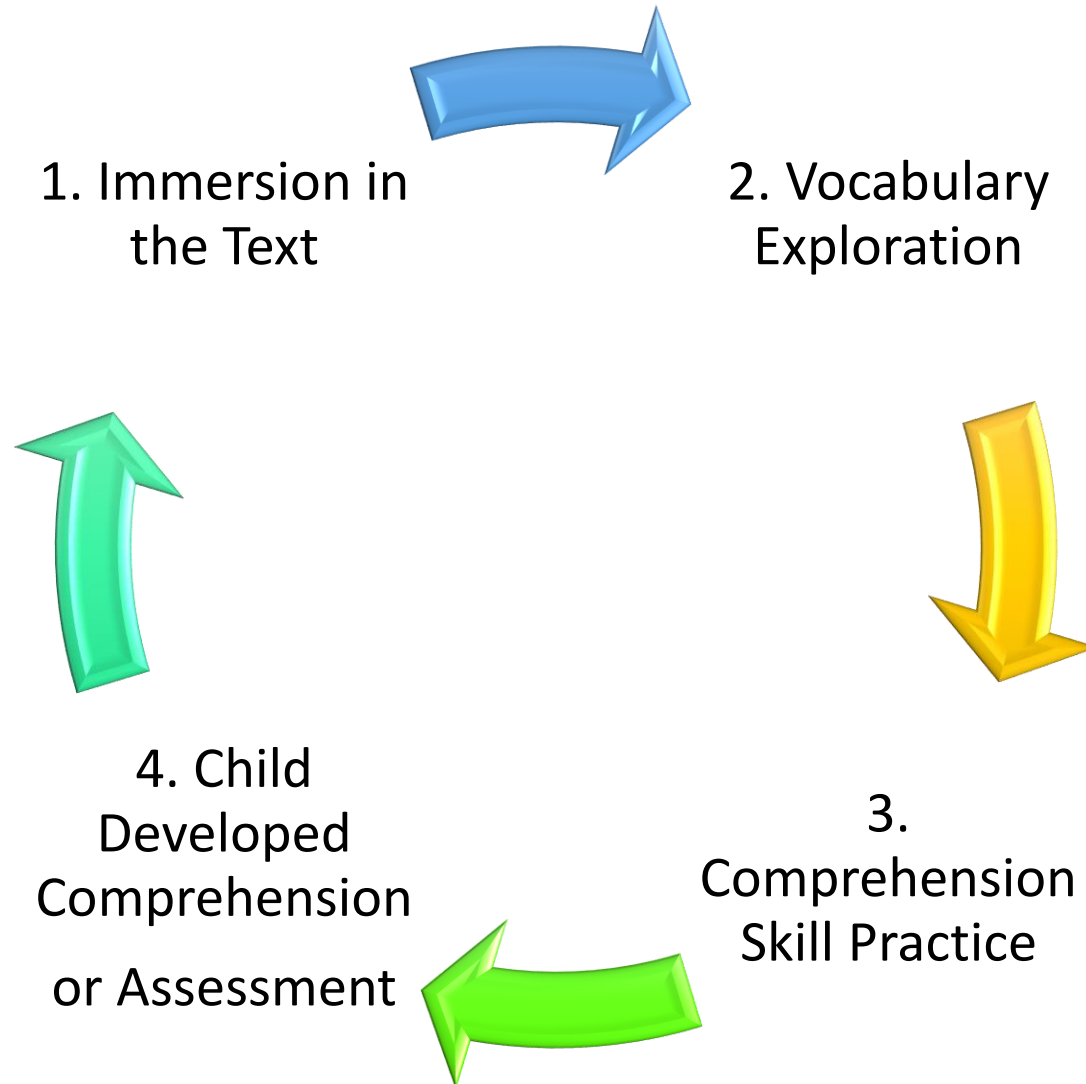 1. Immersion in
the Text
2. Vocabulary
Exploration
3.
Comprehension
Skill Practice
4. Child
Developed
Comprehension
or Assessment